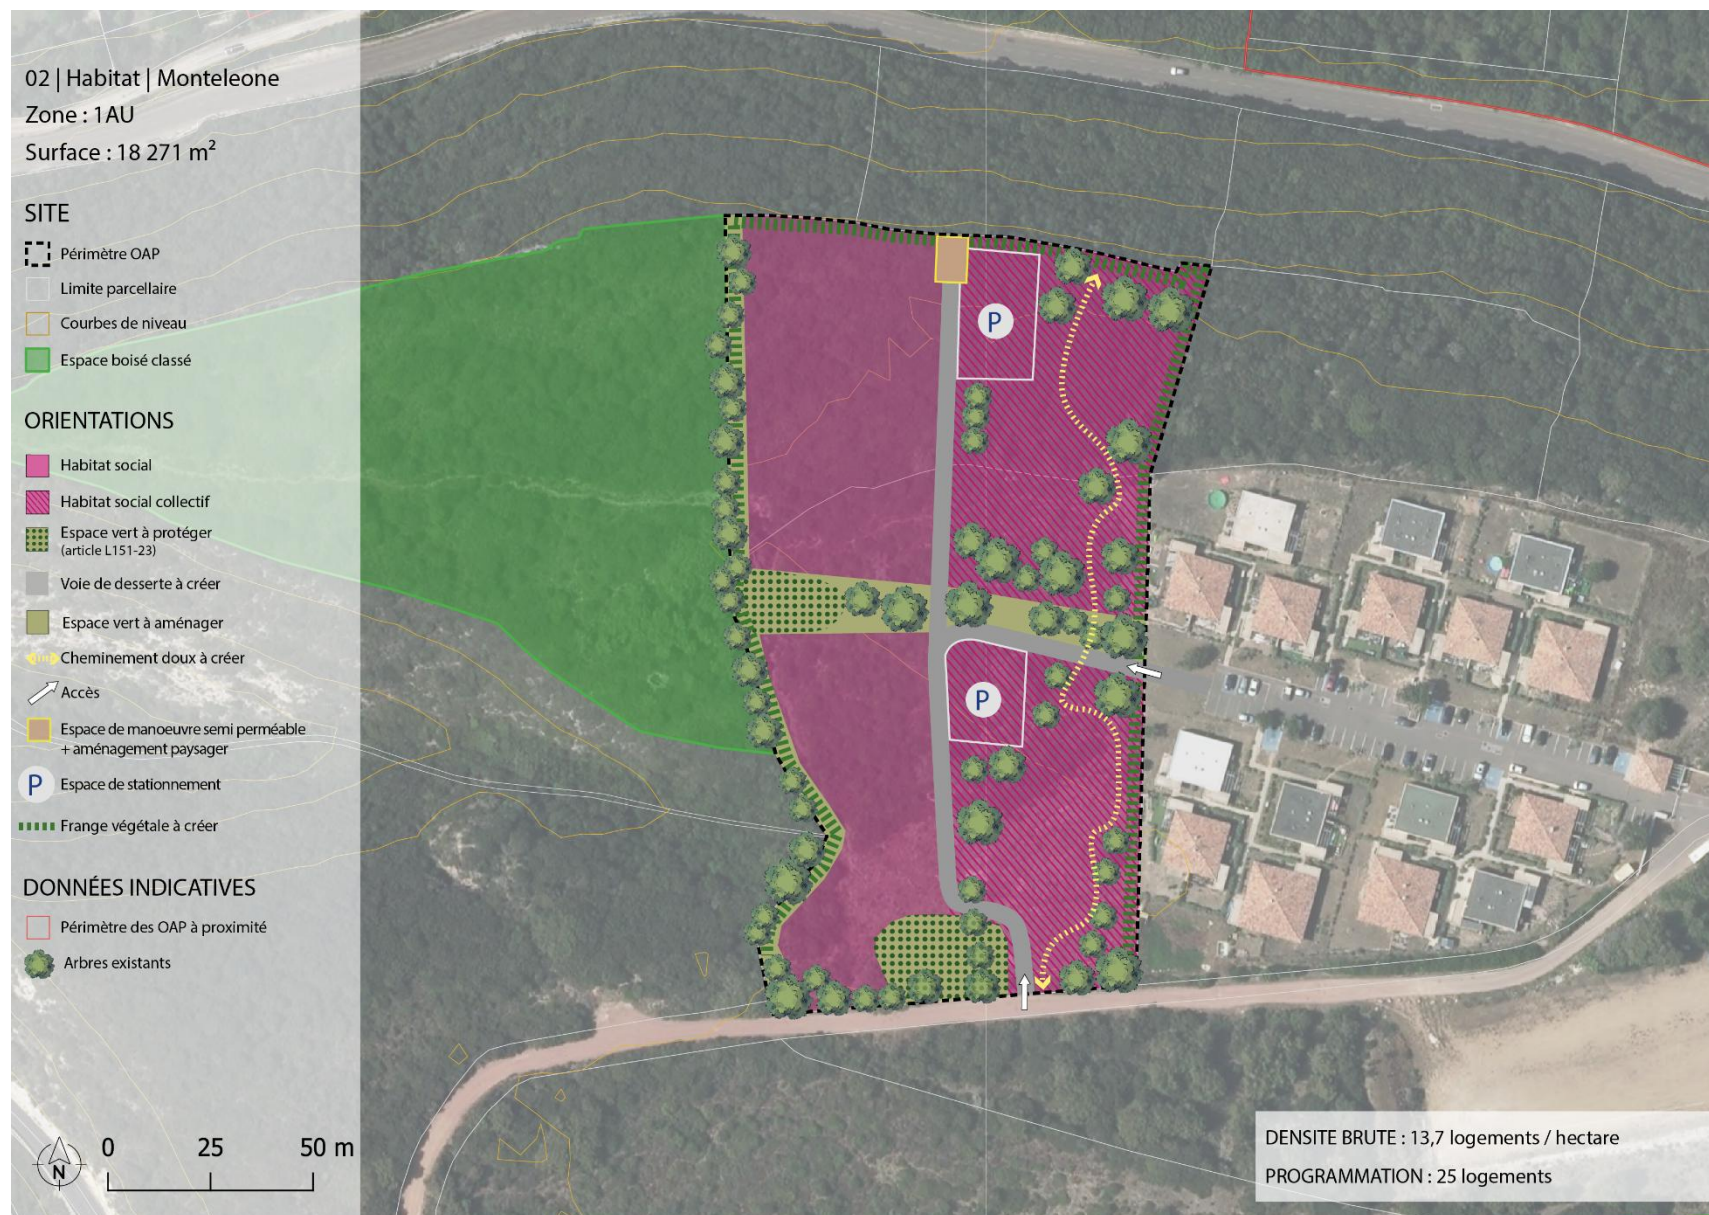 02 | Habitat | Monteleone
Zone : 1AU
Surface : 18 271 m²
SITE
Périmètre OAP
Limite parcellaire
Courbes de niveau
Espace boisé classé
ORIENTATIONS
Habitat social
Habitat social collectif
Espace vert à protéger
(article L151-23)
Voie de desserte à créer
Espace vert à aménager
Cheminement doux à créer
Accès
Espace de manoeuvre semi perméable
+ aménagement paysager
P Espace de stationnement
Frange végétale à créer
DONNÉES INDICATIVES
Périmètre des OAP à proximité
Arbres existants
N
0 25 50 m
P
P
DENSITE BRUTE : 13,7 logements / hectare
PROGRAMMATION : 25 logements